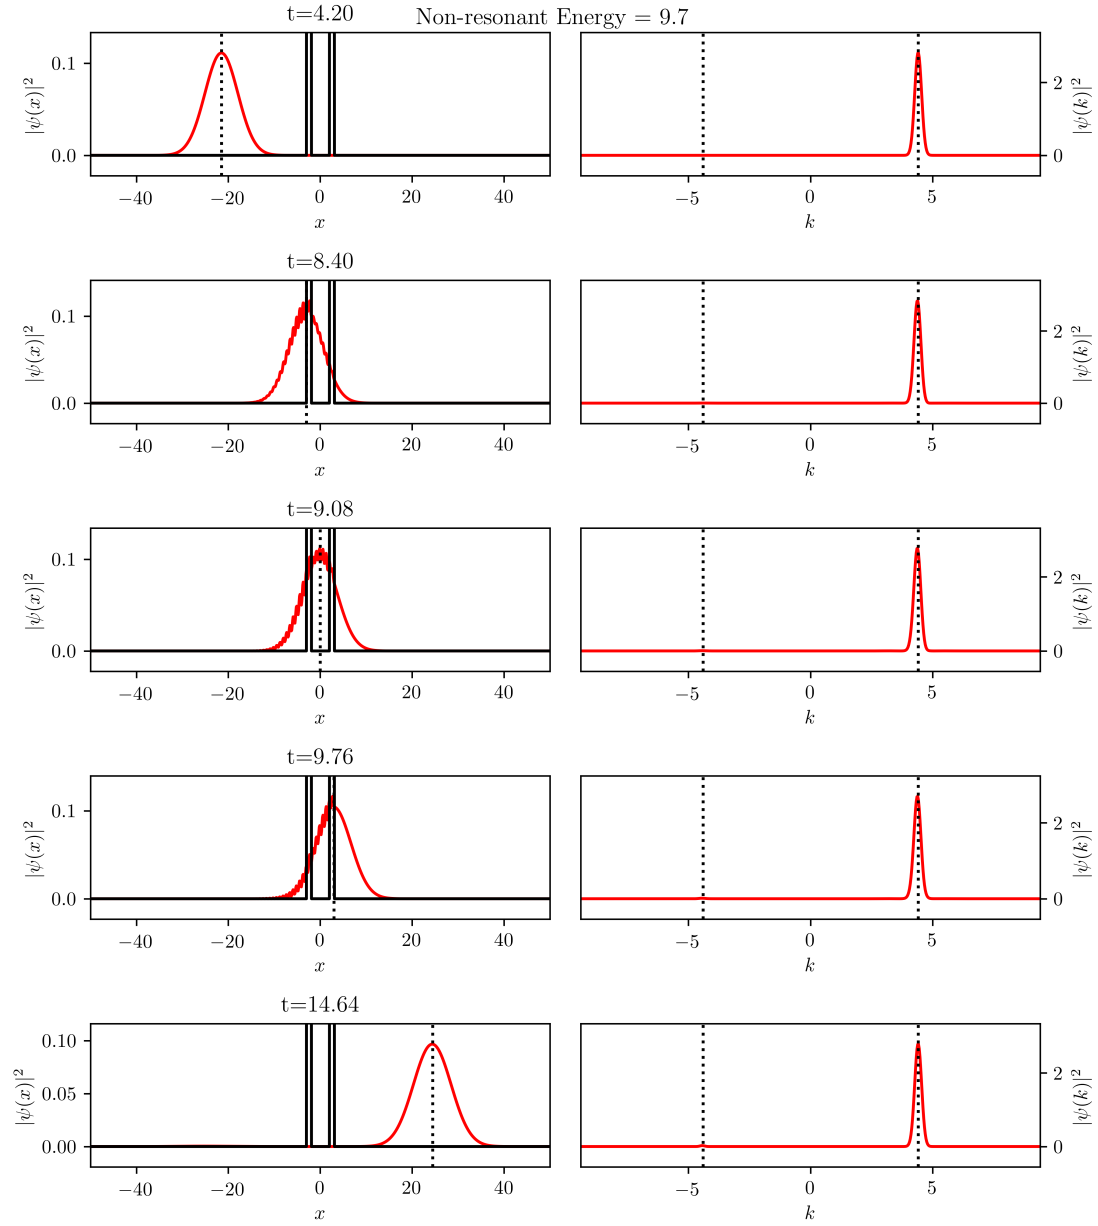 Non-resonant Energy = 9.7
t=4.20
|ψ(x)|²
0.1
0.0
−40 −20 0 20 40
x
2
0
|ψ(k)|²
−5 0 5
k
t=8.40
|ψ(x)|²
0.1
0.0
−40 −20 0 20 40
x
2
0
|ψ(k)|²
−5 0 5
k
t=9.08
|ψ(x)|²
0.1
0.0
−40 −20 0 20 40
x
2
0
|ψ(k)|²
−5 0 5
k
t=9.76
|ψ(x)|²
0.1
0.0
−40 −20 0 20 40
x
2
0
|ψ(k)|²
−5 0 5
k
t=14.64
|ψ(x)|²
0.10
0.05
0.00
−40 −20 0 20 40
x
2
0
|ψ(k)|²
−5 0 5
k